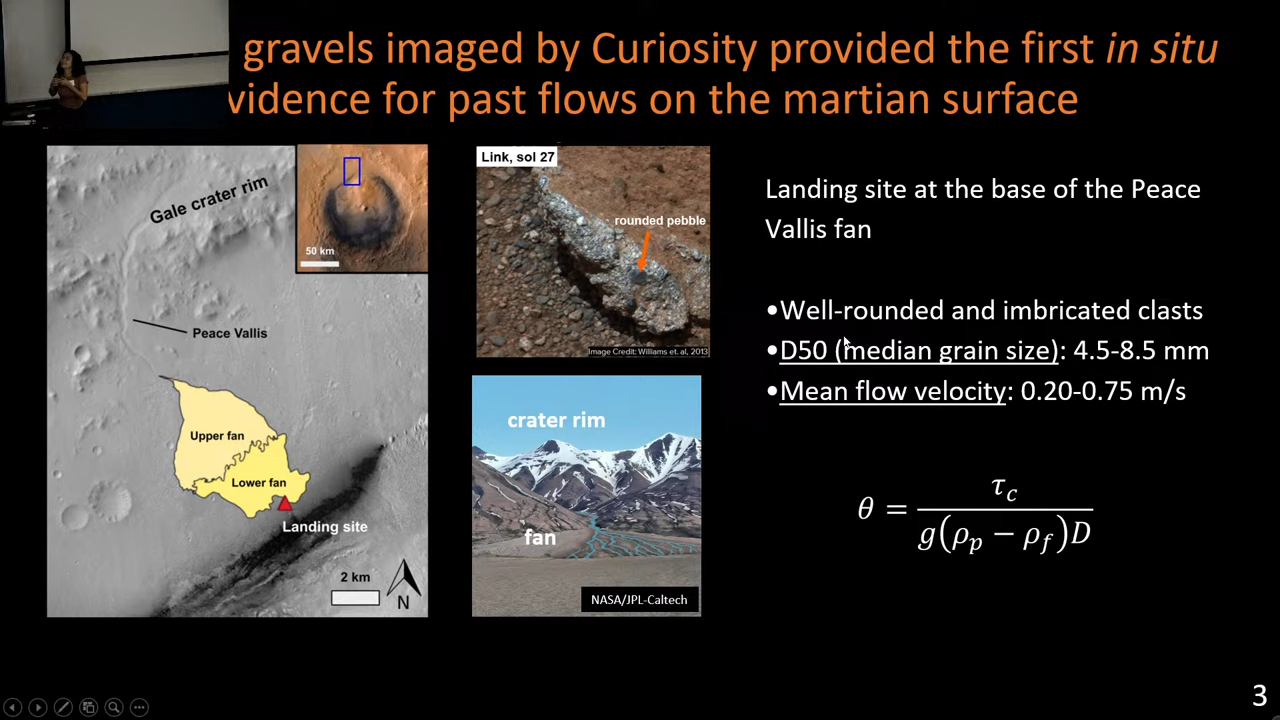 gravels imaged by Curiosity provided the first in situ
vidence for past flows on the martian surface
Gale crater rim
50 km
Peace Vallis
Upper fan
Lower fan
Landing site
2 km
N
Link, sol 27
rounded pebble
Image Credit: Williams et. al, 2013
crater rim
fan
NASA/JPL-Caltech
Landing site at the base of the Peace
Vallis fan
•Well-rounded and imbricated clasts
•D50 (median grain size): 4.5-8.5 mm
•Mean flow velocity: 0.20-0.75 m/s
θ = τc / g(ρp − ρf)D
3